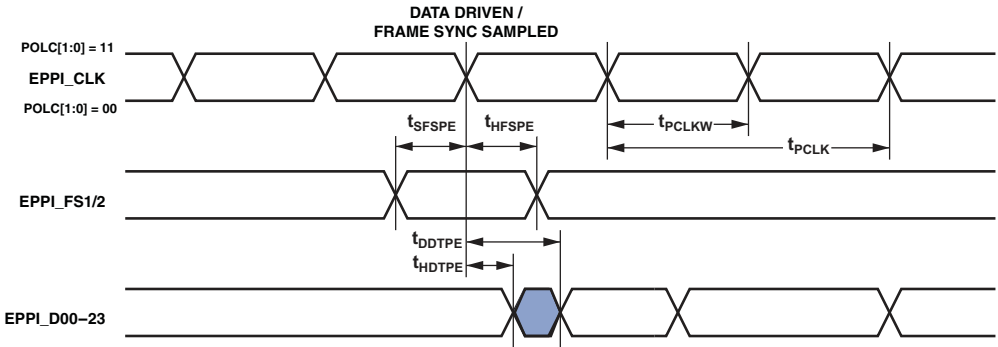 DATA DRIVEN /
FRAME SYNC SAMPLED
POLC[1:0] = 11
EPPI_CLK
POLC[1:0] = 00
tSFSPE
tHFSPE
tPCLKW
tPCLK
EPPI_FS1/2
tDDTPE
tHDTPE
EPPI_D00–23